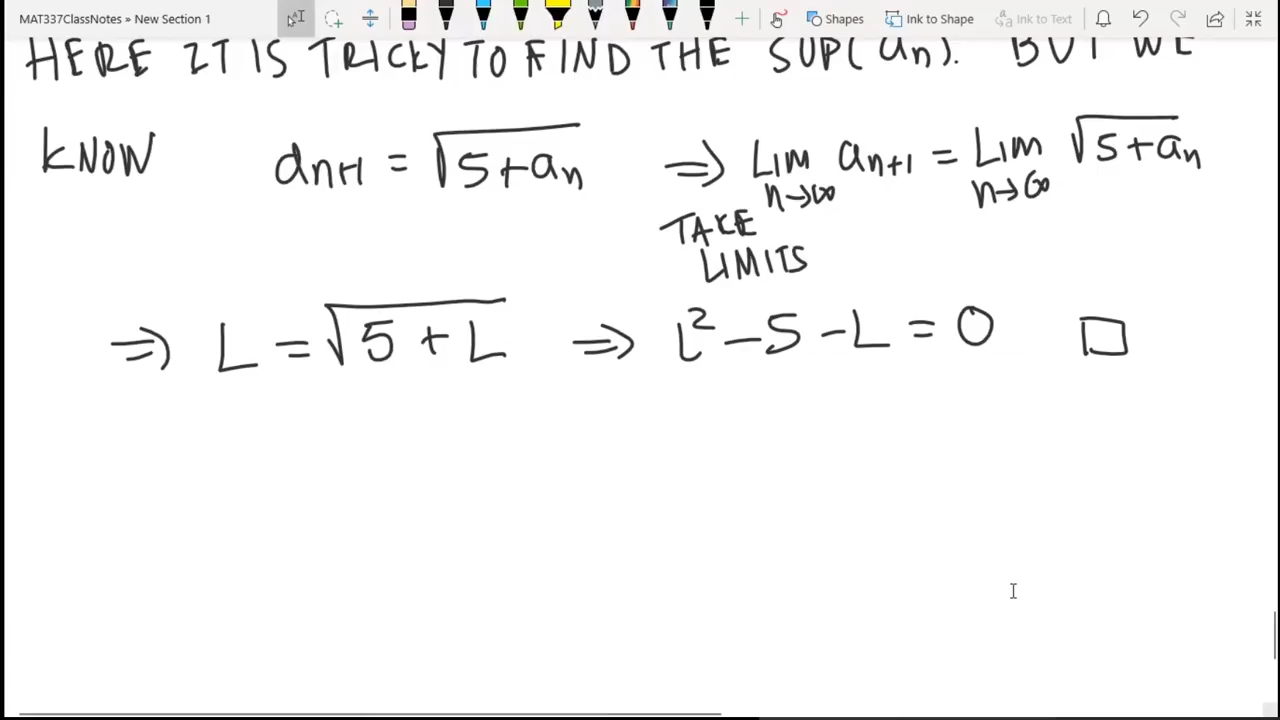 MAT337ClassNotes » New Section 1
Shapes Ink to Shape Ink to Text
HERE IT IS TRICKY TO FIND THE SUP(an). BUT WE
KNOW an+1 = √5+an ⇒ LIM n→∞ an+1 = LIM n→∞ √5+an
TAKE
LIMITS
⇒ L = √5 + L ⇒ L² – 5 – L = 0 □